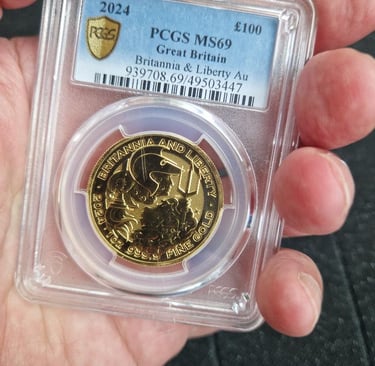 2024 £100
PCGS MS69
Great Britain
Britannia & Liberty Au
939708.69/49503447
PCGS
BRITANNIA AND LIBERTY
1OZ 999.9 FINE GOLD
PCGS